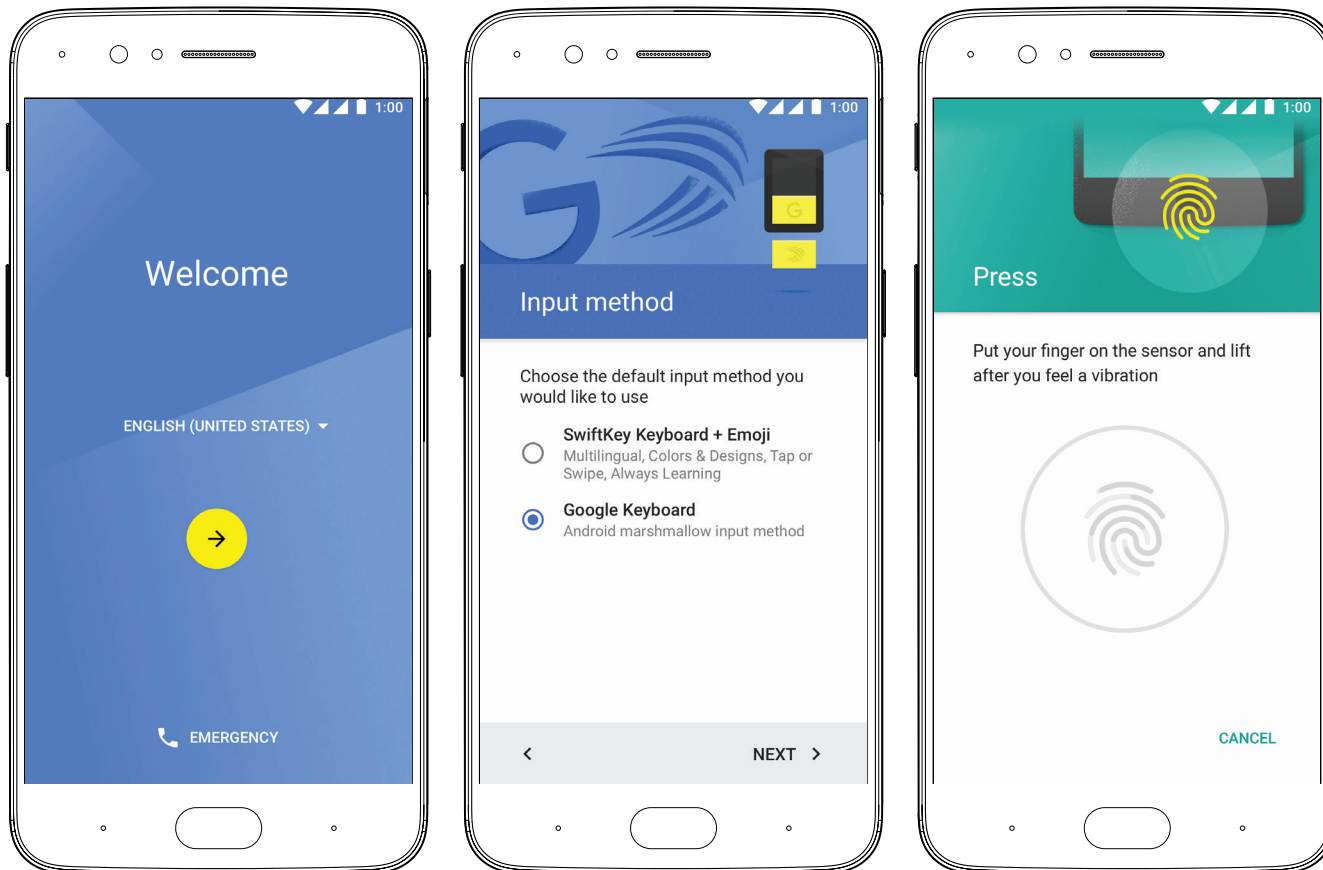 1:00
Welcome
ENGLISH (UNITED STATES)
EMERGENCY
1:00
G
G
Input method
Choose the default input method you
would like to use
SwiftKey Keyboard + Emoji
Multilingual, Colors & Designs, Tap or
Swipe, Always Learning
Google Keyboard
Android marshmallow input method
NEXT
1:00
Press
Put your finger on the sensor and lift
after you feel a vibration
CANCEL